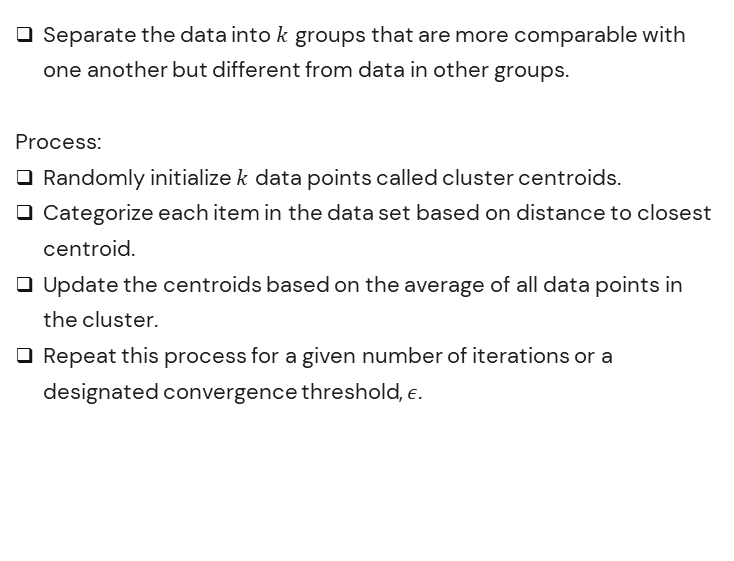 ❑ Separate the data into k groups that are more comparable with
one another but different from data in other groups.
Process:
❑ Randomly initialize k data points called cluster centroids.
❑ Categorize each item in the data set based on distance to closest
centroid.
❑ Update the centroids based on the average of all data points in
the cluster.
❑ Repeat this process for a given number of iterations or a
designated convergence threshold, ϵ.